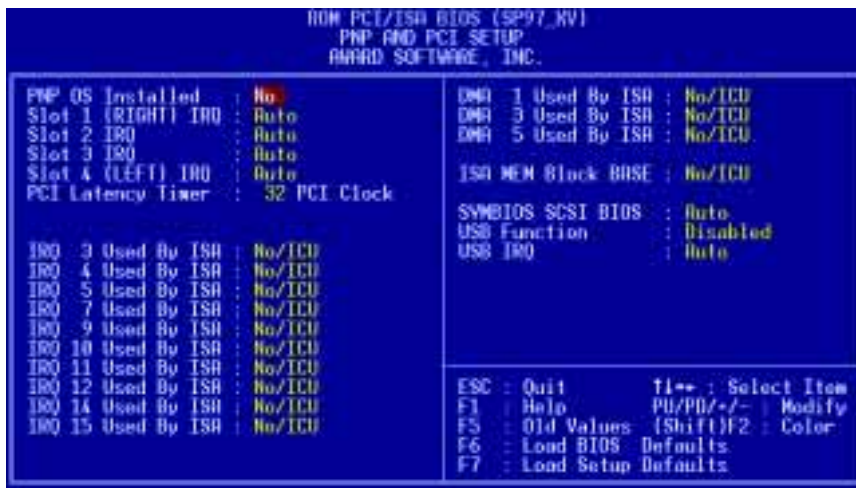 ROM PCI/ISA BIOS (SP97_XV)
PNP AND PCI SETUP
AWARD SOFTWARE, INC.
PNP OS Installed : No
Slot 1 (RIGHT) IRQ : Auto
Slot 2 IRQ : Auto
Slot 3 IRQ : Auto
Slot 4 (LEFT) IRQ : Auto
PCI Latency Timer : 32 PCI Clock
IRQ 3 Used By ISA : No/ICU
IRQ 4 Used By ISA : No/ICU
IRQ 5 Used By ISA : No/ICU
IRQ 7 Used By ISA : No/ICU
IRQ 9 Used By ISA : No/ICU
IRQ 10 Used By ISA : No/ICU
IRQ 11 Used By ISA : No/ICU
IRQ 12 Used By ISA : No/ICU
IRQ 14 Used By ISA : No/ICU
IRQ 15 Used By ISA : No/ICU
DMA 1 Used By ISA : No/ICU
DMA 3 Used By ISA : No/ICU
DMA 5 Used By ISA : No/ICU
ISA MEM Block BASE : No/ICU
SYMBIOS SCSI BIOS : Auto
USB Function : Disabled
USB IRQ : Auto
ESC : Quit ↑↓→← : Select Item
F1 : Help PU/PD/+/- : Modify
F5 : Old Values (Shift)F2 : Color
F6 : Load BIOS Defaults
F7 : Load Setup Defaults